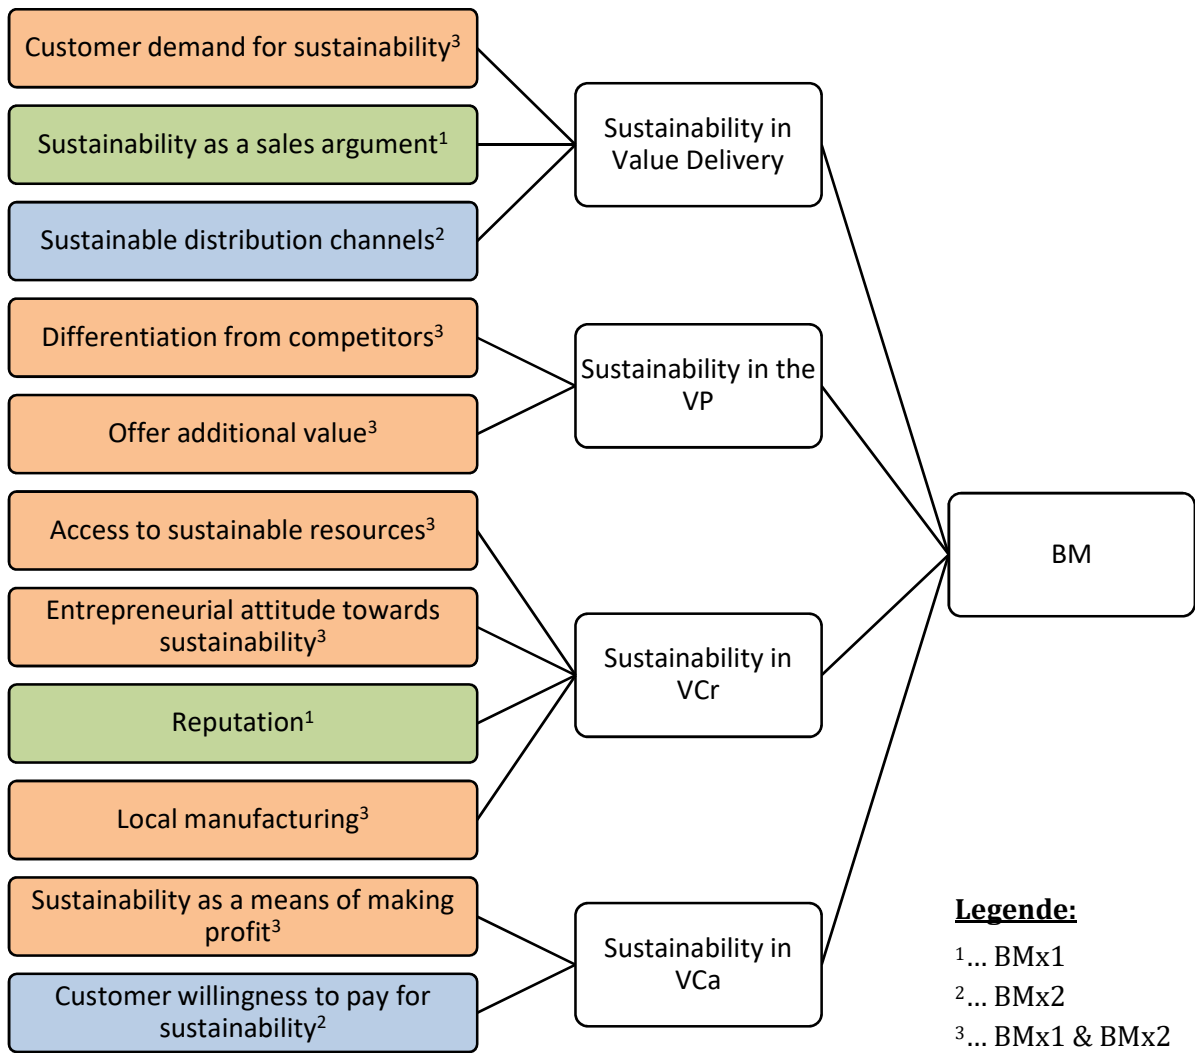 Customer demand for sustainability³
Sustainability as a sales argument¹
Sustainable distribution channels²
Differentiation from competitors³
Offer additional value³
Access to sustainable resources³
Entrepreneurial attitude towards
sustainability³
Reputation¹
Local manufacturing³
Sustainability as a means of making
profit³
Customer willingness to pay for
sustainability²
Sustainability in
Value Delivery
Sustainability in the
VP
Sustainability in
VCr
Sustainability in
VCa
BM
Legende:
¹… BMx1
²… BMx2
³… BMx1 & BMx2